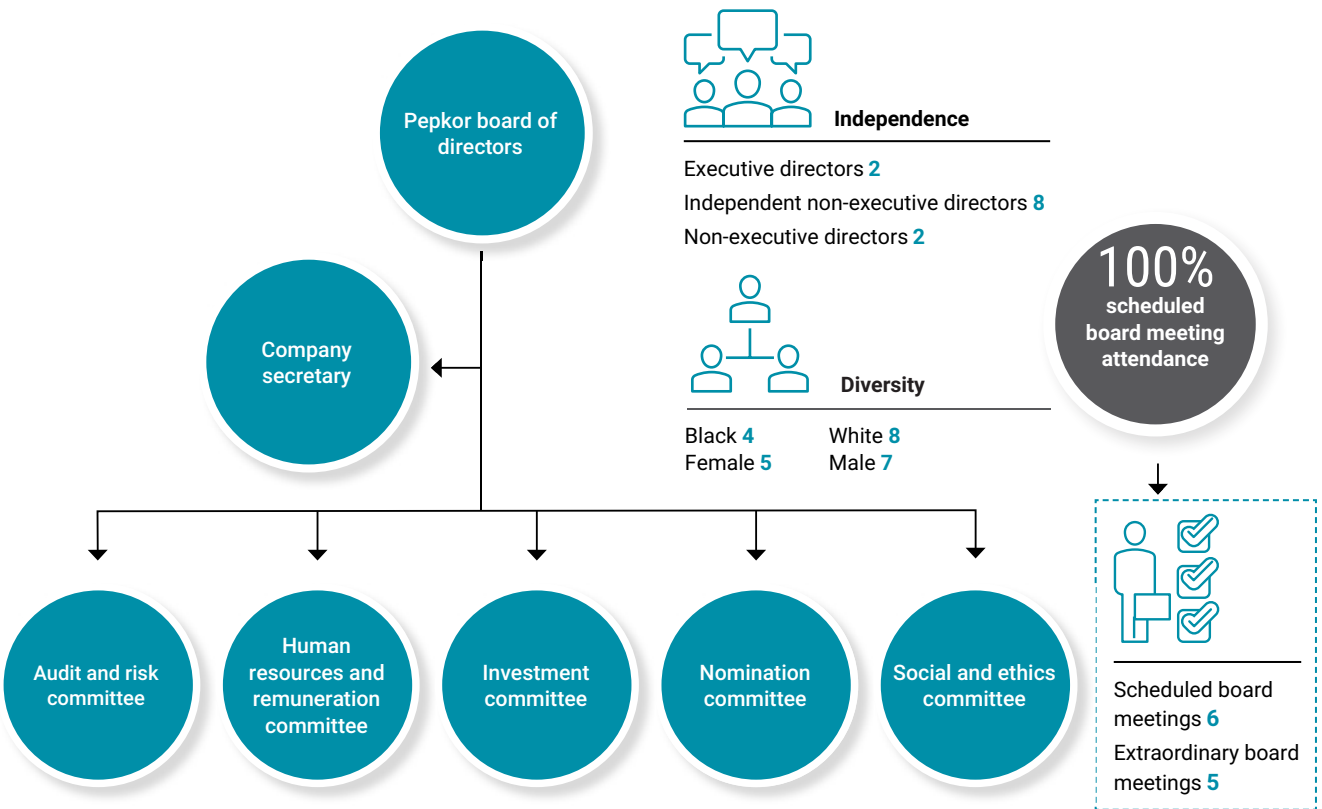 Pepkor board of
directors
Independence
Executive directors 2
Independent non-executive directors 8
Non-executive directors 2
100%
scheduled
board meeting
attendance
Company
secretary
Diversity
Black 4 White 8
Female 5 Male 7
Audit and risk
committee
Human
resources and
remuneration
committee
Investment
committee
Nomination
committee
Social and ethics
committee
Scheduled board
meetings 6
Extraordinary board
meetings 5